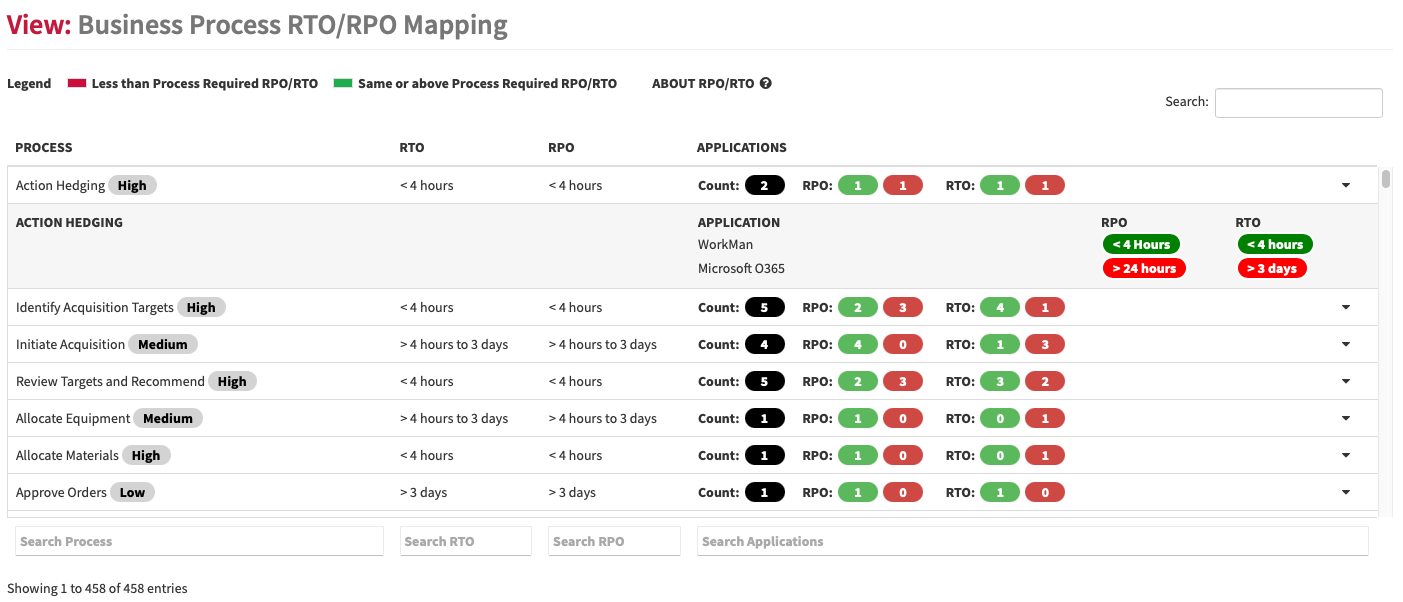 View: Business Process RTO/RPO Mapping
Legend Less than Process Required RPO/RTO Same or above Process Required RPO/RTO ABOUT RPO/RTO ?
Search:
PROCESS RTO RPO APPLICATIONS
Action Hedging High < 4 hours < 4 hours Count: 2 RPO: 1 1 RTO: 1 1
ACTION HEDGING APPLICATION RPO RTO
WorkMan < 4 Hours < 4 hours
Microsoft O365 > 24 hours > 3 days
Identify Acquisition Targets High < 4 hours < 4 hours Count: 5 RPO: 2 3 RTO: 4 1
Initiate Acquisition Medium > 4 hours to 3 days > 4 hours to 3 days Count: 4 RPO: 4 0 RTO: 1 3
Review Targets and Recommend High < 4 hours < 4 hours Count: 5 RPO: 2 3 RTO: 3 2
Allocate Equipment Medium > 4 hours to 3 days > 4 hours to 3 days Count: 1 RPO: 1 0 RTO: 0 1
Allocate Materials High < 4 hours < 4 hours Count: 1 RPO: 1 0 RTO: 0 1
Approve Orders Low > 3 days > 3 days Count: 1 RPO: 1 0 RTO: 1 0
Search Process Search RTO Search RPO Search Applications
Showing 1 to 458 of 458 entries